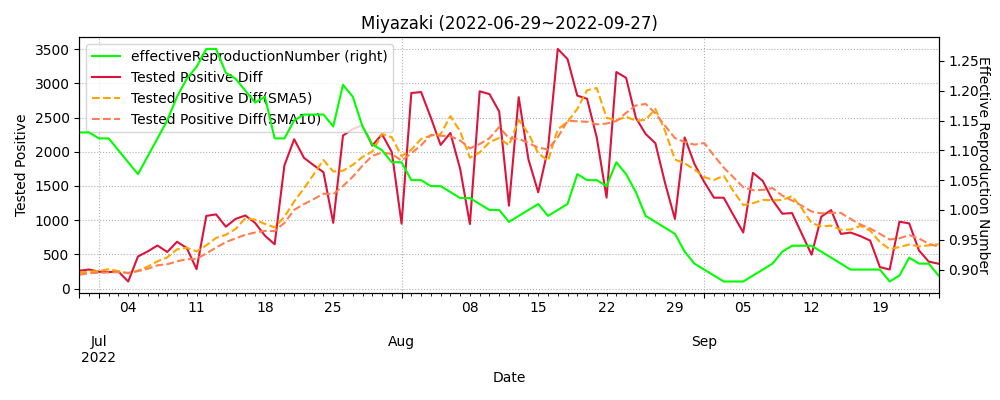 Miyazaki (2022-06-29~2022-09-27)
effectiveReproductionNumber (right)
Tested Positive Diff
Tested Positive Diff(SMA5)
Tested Positive Diff(SMA10)
Tested Positive
3500
3000
2500
2000
1500
1000
500
0
1.25
1.20
1.15
1.10
1.05
1.00
0.95
0.90
Effective Reproduction Number
04 11 18 25 08 15 22 29 05 12 19
Jul Aug Sep
2022
Date